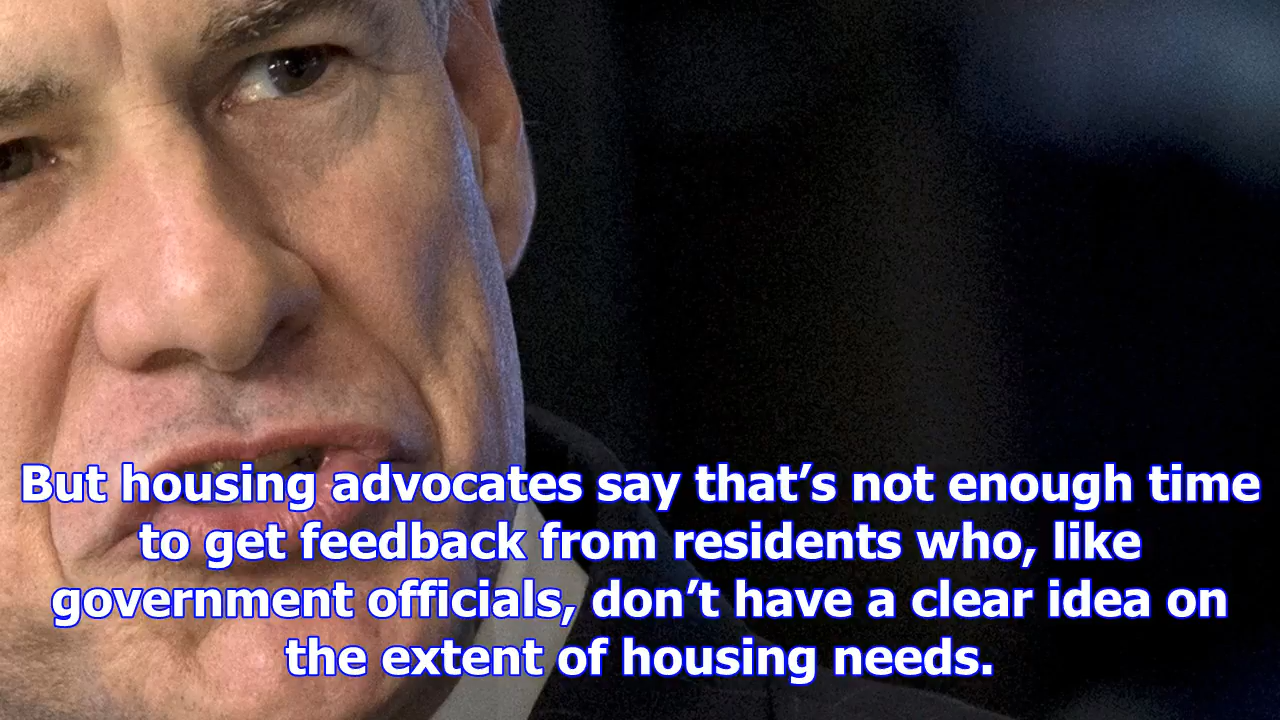 But housing advocates say that’s not enough time
to get feedback from residents who, like
government officials, don’t have a clear idea on
the extent of housing needs.